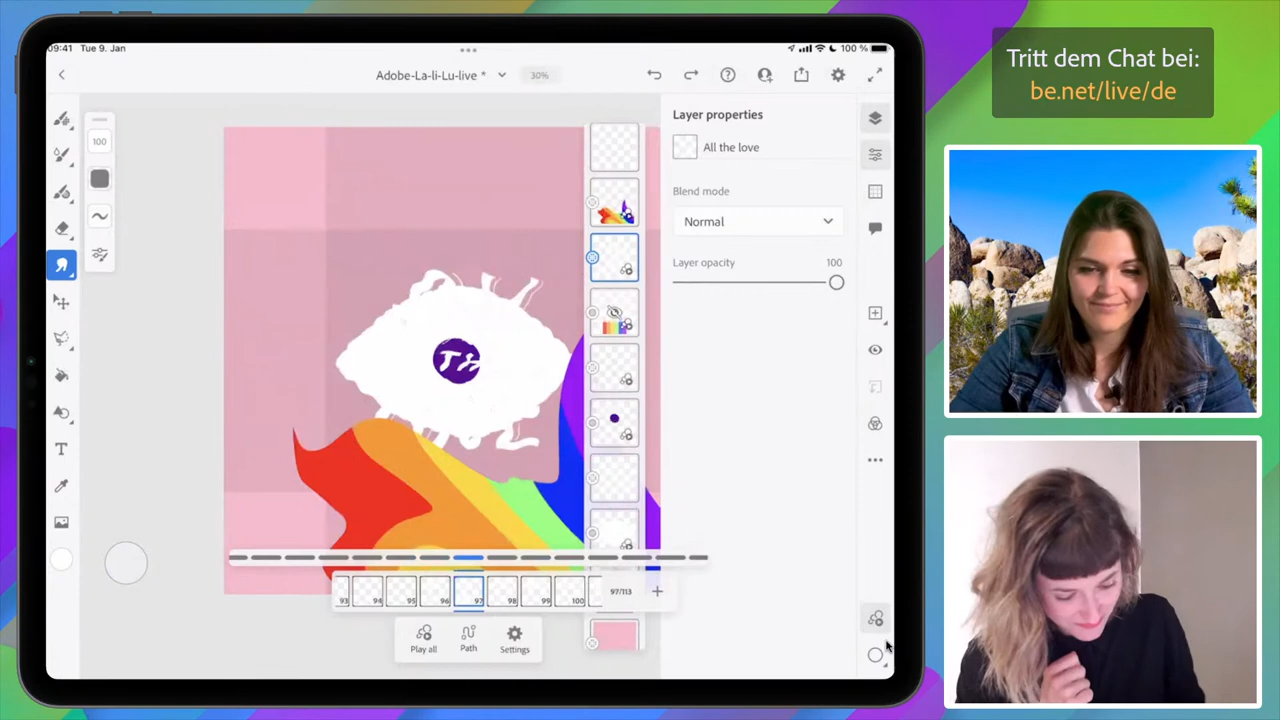 09:41 Tue 9. Jan
100 %
Adobe-La-li-Lu-live *
30%
100
Layer properties
All the love
Blend mode
Normal
Layer opacity
100
T
93
94
95
96
97
98
99
100
97/113
Play all
Path
Settings
Tritt dem Chat bei:
be.net/live/de